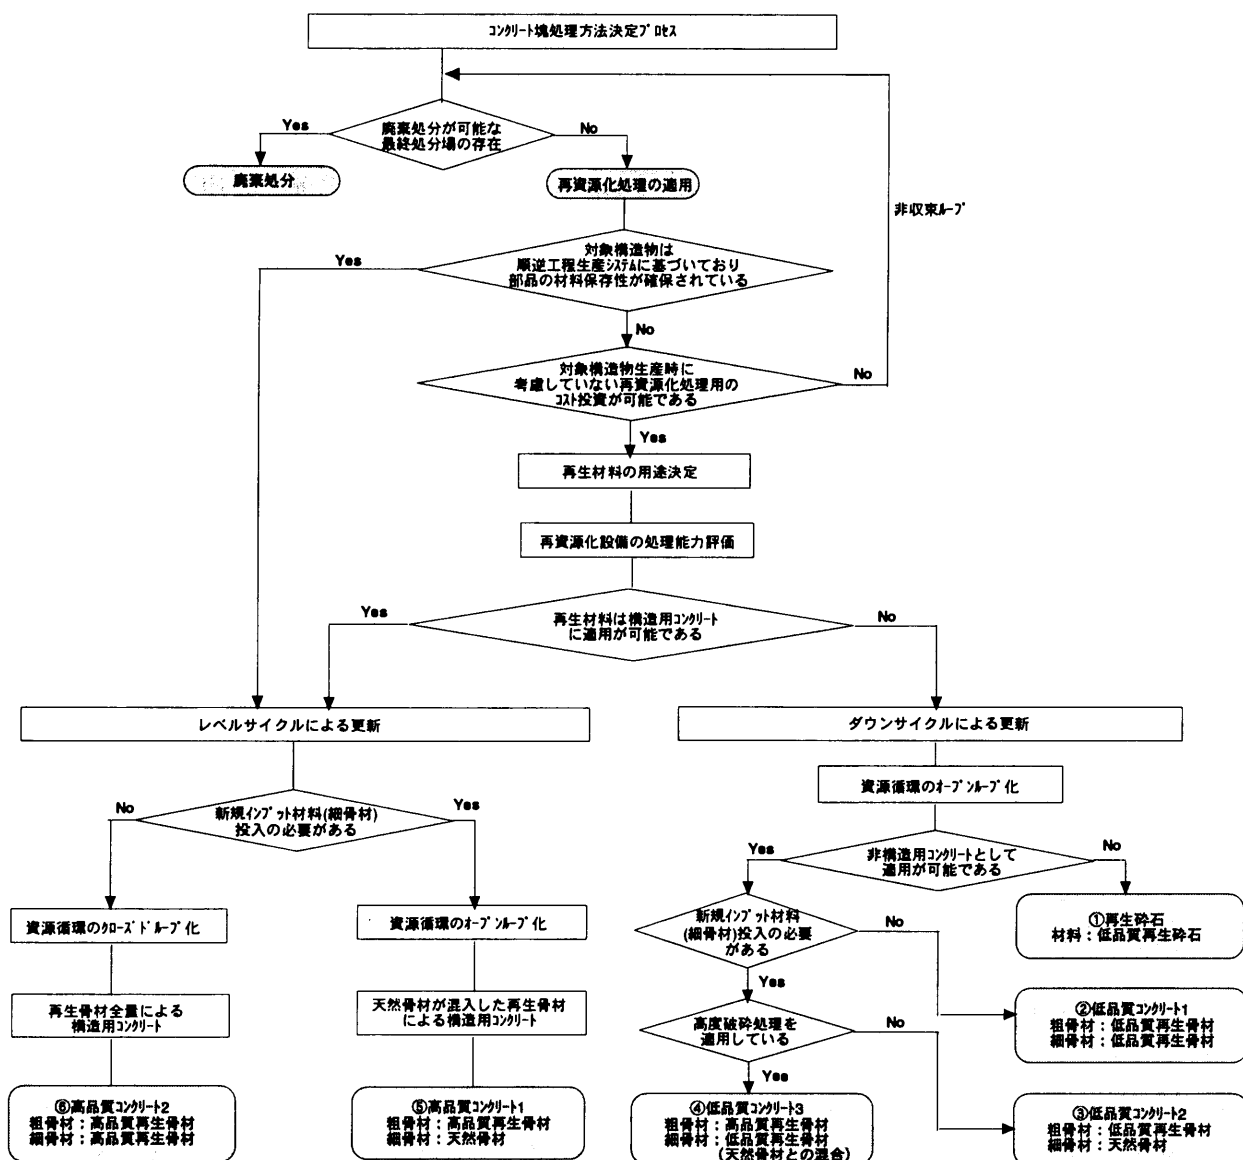 コンクリート塊処理方法決定プロセス
Yes
廃棄処分が可能な
最終処分場の存在
No
廃棄処分
再資源化処理の適用
非収束ループ
Yes
対象構造物は
順逆工程生産システムに基づいており
部品の材料保存性が確保されている
No
対象構造物生産時に
考慮していない再資源化処理用の
コスト投資が可能である
No
Yes
再生材料の用途決定
再資源化設備の処理能力評価
Yes
再生材料は構造用コンクリート
に適用が可能である
No
レベルサイクルによる更新
ダウンサイクルによる更新
資源循環のオープンループ化
No
新規インプット材料(細骨材)
投入の必要がある
Yes
Yes
非構造用コンクリートとして
適用が可能である
No
資源循環のクローズドループ化
資源循環のオープンループ化
新規インプット材料
(細骨材)投入の必要
がある
No
①再生砕石
材料:低品質再生砕石
Yes
再生骨材全量による
構造用コンクリート
天然骨材が混入した再生骨材
による構造用コンクリート
高度破砕処理を
適用している
No
②低品質コンクリート1
粗骨材:低品質再生骨材
細骨材:低品質再生骨材
Yes
⑥高品質コンクリート2
粗骨材:高品質再生骨材
細骨材:高品質再生骨材
⑤高品質コンクリート1
粗骨材:高品質再生骨材
細骨材:天然骨材
④低品質コンクリート3
粗骨材:高品質再生骨材
細骨材:低品質再生骨材
(天然骨材との混合)
③低品質コンクリート2
粗骨材:低品質再生骨材
細骨材:天然骨材